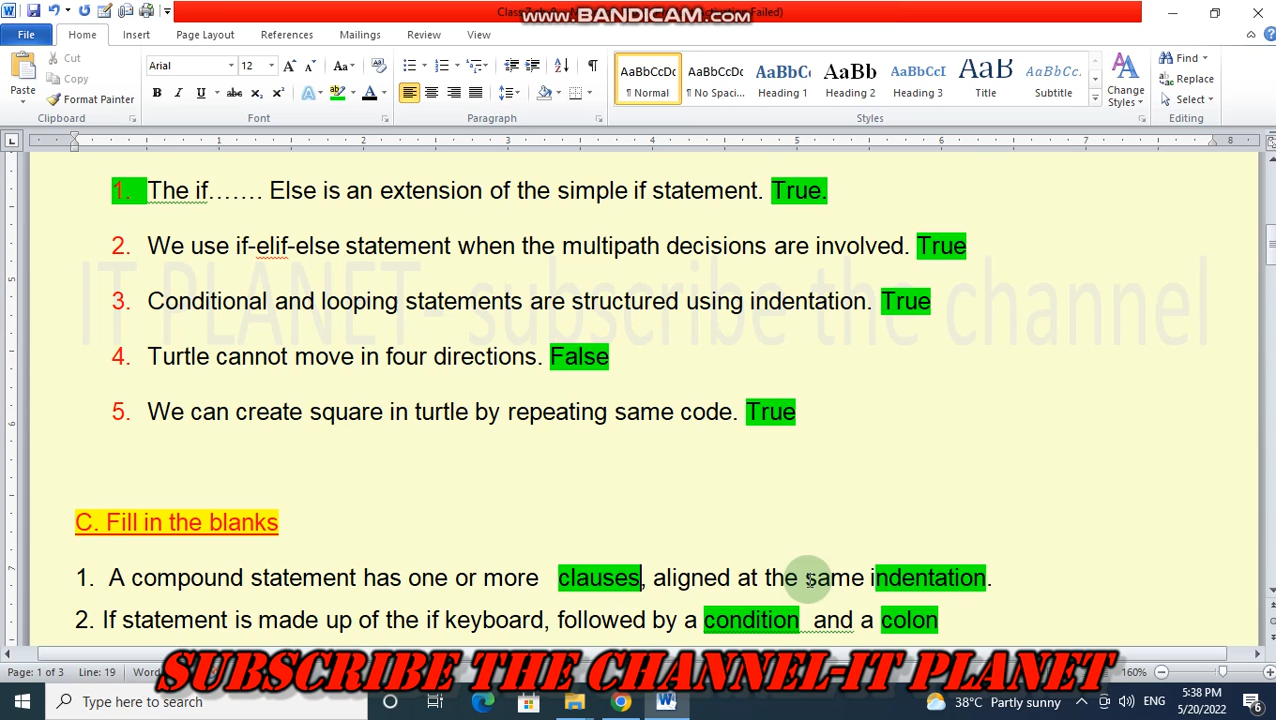 Class
Failed)
www.BANDICAM.com
File Home Insert Page Layout References Mailings Review View
Paste
Cut
Copy
Format Painter
Clipboard
Arial 12
Font
Paragraph
AaBbCcDc AaBbCcDc AaBbC AaBbCc AaBbCcI AaB AaBbCcL
¶ Normal ¶ No Spaci... Heading 1 Heading 2 Heading 3 Title Subtitle
Styles
Change Styles
Find
Replace
Select
Editing
1. The if……. Else is an extension of the simple if statement. True.
2. We use if-elif-else statement when the multipath decisions are involved. True
IT PLANET- subscribe the channel
3. Conditional and looping statements are structured using indentation. True
4. Turtle cannot move in four directions. False
5. We can create square in turtle by repeating same code. True
C. Fill in the blanks
1. A compound statement has one or more clauses, aligned at the same indentation.
2. If statement is made up of the if keyboard, followed by a condition and a colon
Page: 1 of 3 Line: 19 Word 160%
SUBSCRIBE THE CHANNEL-IT PLANET
Type here to search
38°C Partly sunny
ENG
5:38 PM
5/20/2022
6